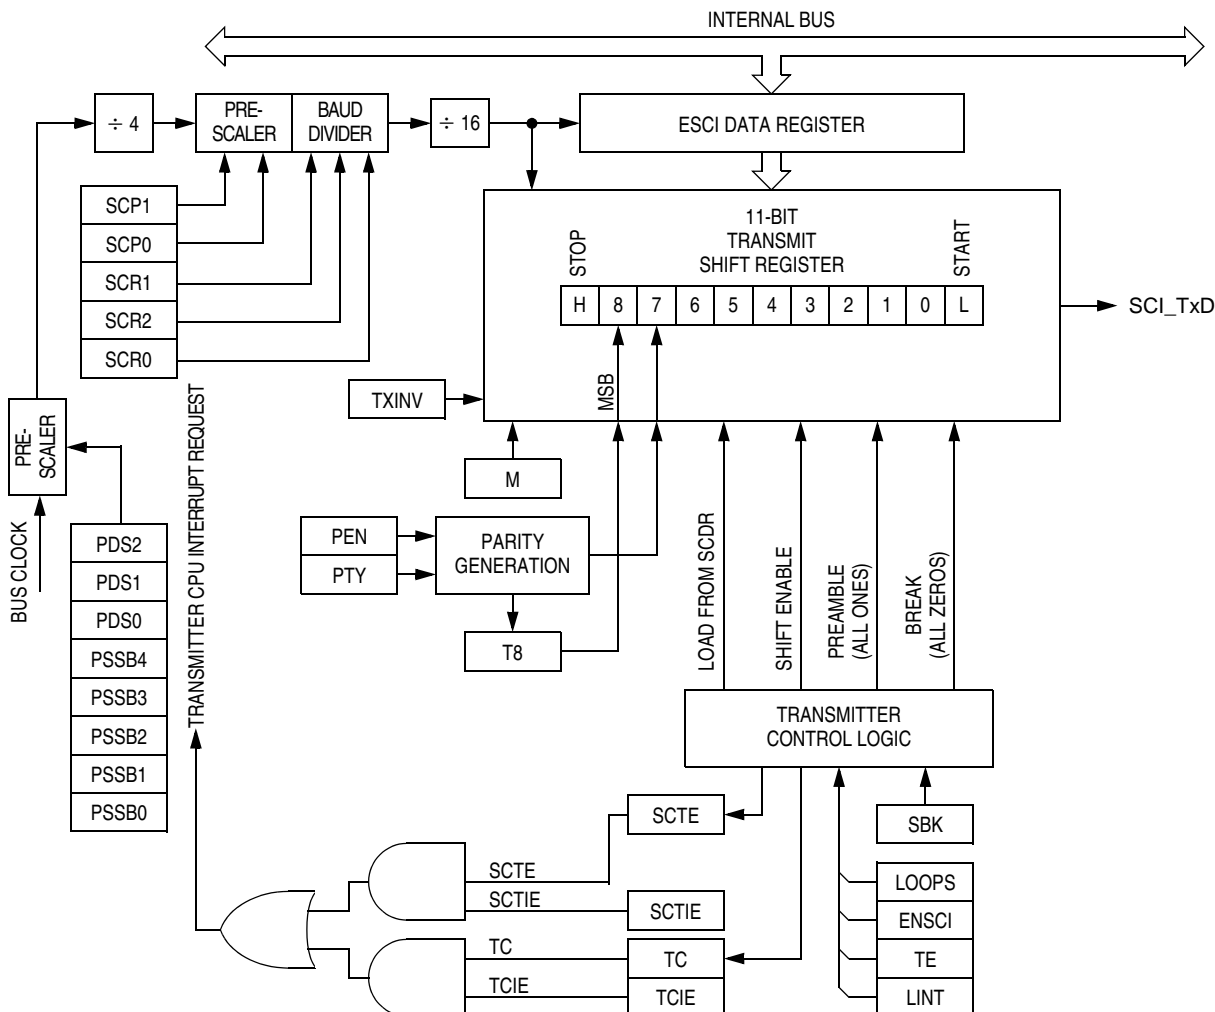 INTERNAL BUS
÷ 4
PRE-
SCALER
BAUD
DIVIDER
÷ 16
ESCI DATA REGISTER
SCP1
SCP0
SCR1
SCR2
SCR0
11-BIT
TRANSMIT
SHIFT REGISTER
STOP
START
H 8 7 6 5 4 3 2 1 0 L
SCI_TxD
TXINV
MSB
M
PRE-
SCALER
BUS CLOCK
TRANSMITTER CPU INTERRUPT REQUEST
PDS2
PDS1
PDS0
PSSB4
PSSB3
PSSB2
PSSB1
PSSB0
PEN
PTY
PARITY
GENERATION
T8
LOAD FROM SCDR
SHIFT ENABLE
PREAMBLE
(ALL ONES)
BREAK
(ALL ZEROS)
TRANSMITTER
CONTROL LOGIC
SCTE
SBK
SCTE
SCTIE
SCTIE
TC
TC
TCIE
TCIE
LOOPS
ENSCI
TE
LINT